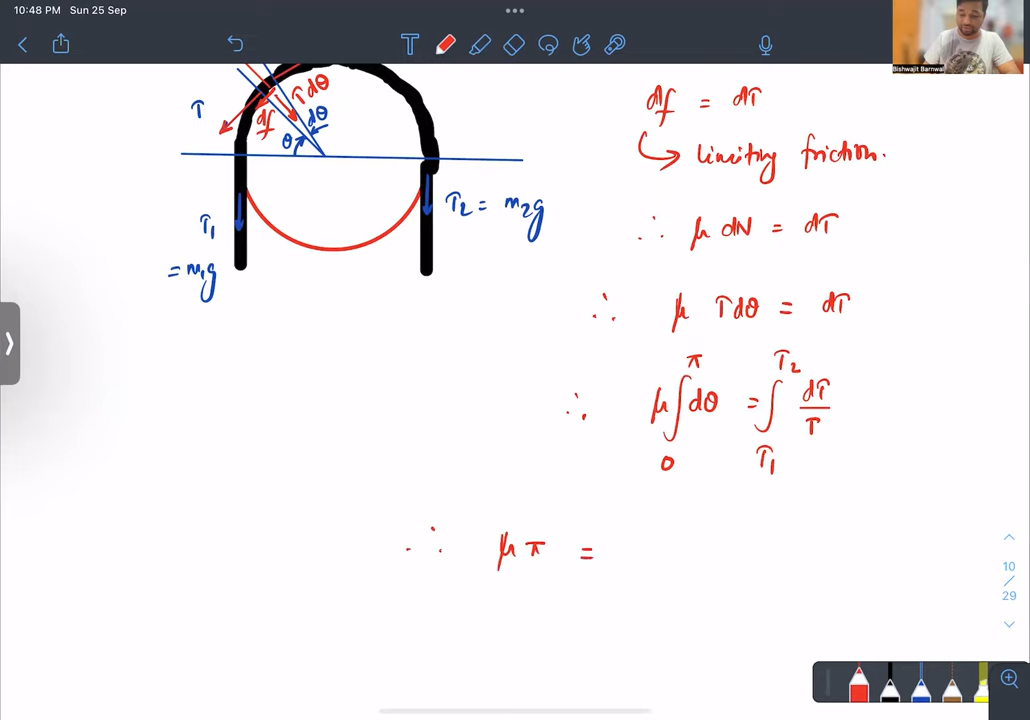 10:48 PM Sun 25 Sep
Bishwajit Barnwal
T
df
T dθ
dθ
θ
T₁
= m₁g
T₂ = m₂g
df = dT
limiting friction.
∴ μ dN = dT
∴ μ T dθ = dT
∴ μ ∫₀^π dθ = ∫_{T₁}^{T₂} dT/T
∴ μπ =
10
/
29